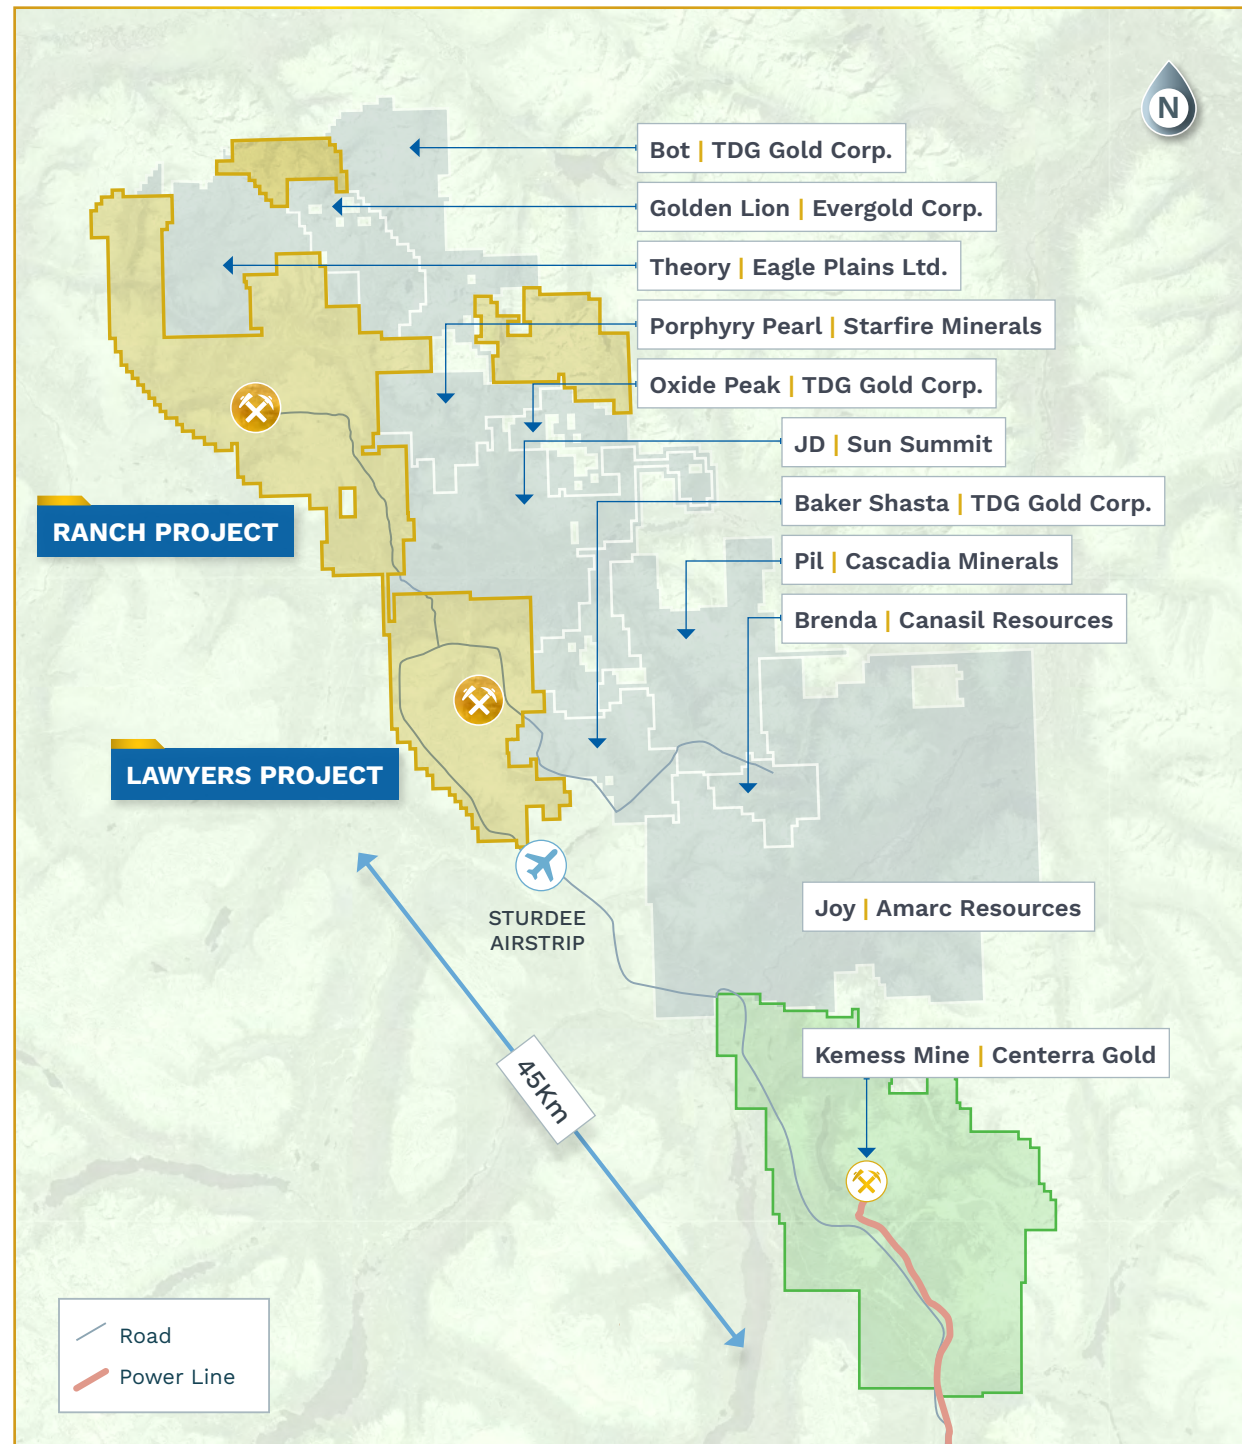 N
Bot | TDG Gold Corp.
Golden Lion | Evergold Corp.
Theory | Eagle Plains Ltd.
Porphyry Pearl | Starfire Minerals
Oxide Peak | TDG Gold Corp.
JD | Sun Summit
Baker Shasta | TDG Gold Corp.
RANCH PROJECT
Pil | Cascadia Minerals
Brenda | Canasil Resources
LAWYERS PROJECT
Joy | Amarc Resources
STURDEE
AIRSTRIP
Kemess Mine | Centerra Gold
45Km
Road
Power Line